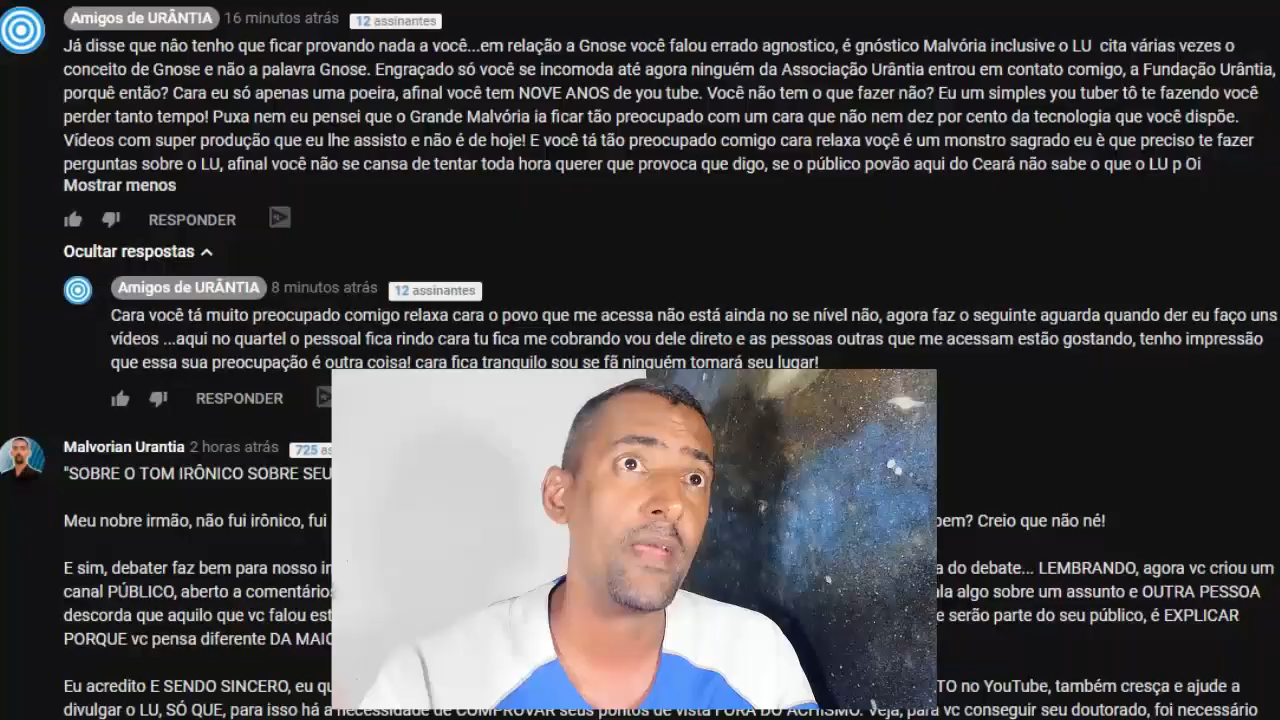 Amigos de URÂNTIA 16 minutos atrás 12 assinantes
Já disse que nâo tenho que ficar provando nada a você...em relação a Gnose você falou errado agnostico, é gnóstico Malvória inclusive o LU cita várias vezes o
conceito de Gnose e não a palavra Gnose. Engraçado só você se incomoda até agora ninguém da Associação Urântia entrou em contato comigo, a Fundação Urântia,
porquê então? Cara eu só apenas uma poeira, afinal você tem NOVE ANOS de you tube. Você não tem o que fazer não? Eu um simples you tuber tô te fazendo você
perder tanto tempo! Puxa nem eu pensei que o Grande Malvória ia ficar tão preocupado com um cara que não nem dez por cento da tecnologia que você dispõe.
Vídeos com super produção que eu lhe assisto e não é de hoje! E você tá tão preocupado comigo cara relaxa voçê é um monstro sagrado eu è que preciso te fazer
perguntas sobre o LU, afinal você não se cansa de tentar toda hora querer que provoca que digo, se o público povão aqui do Ceará não sabe o que o LU p Oi
Mostrar menos
RESPONDER
Ocultar respostas
Amigos de URÂNTIA 8 minutos atrás 12 assinantes
Cara você tá muito preocupado comigo relaxa cara o povo que me acessa não está ainda no se nível não, agora faz o seguinte aguarda quando der eu faço uns
vídeos ...aqui no quartel o pessoal fica rindo cara tu fica me cobrando vou dele direto e as pessoas outras que me acessam estão gostando, tenho impressão
que essa sua preocupação é outra coisa! cara fica tranquilo sou se fã ninguém tomará seu lugar!
RESPONDER
Malvorian Urantia 2 horas atrás 725 as
"SOBRE O TOM IRÔNICO SOBRE SEU
Meu nobre irmão, não fui irônico, fui bem? Creio que não né!
E sim, debater faz bem para nosso in a do debate... LEMBRANDO, agora vc criou um
canal PÚBLICO, aberto a comentários ala algo sobre um assunto e OUTRA PESSOA
descorda que aquilo que vc falou est e serão parte do seu público, é EXPLICAR
PORQUE vc pensa diferente DA MAIO
Eu acredito E SENDO SINCERO, eu qu TO no YouTube, também cresça e ajude a
divulgar o LU, SÓ QUE, para isso há a necessidade de COMPROVAR seus pontos de vista FORA DO ACHISMO. Veja, para vc conseguir seu doutorado, foi necessário